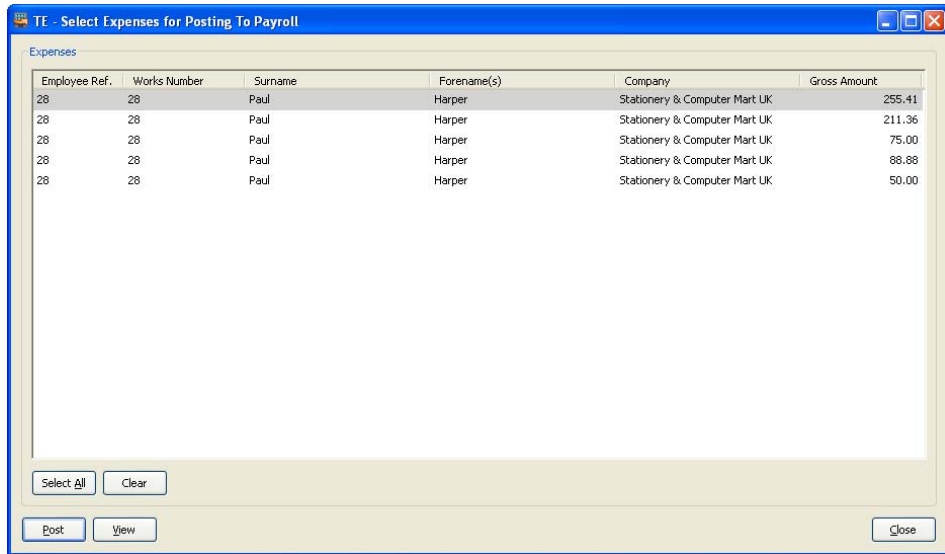 TE - Select Expenses for Posting To Payroll
Expenses
Employee Ref. Works Number Surname Forename(s) Company Gross Amount
28 28 Paul Harper Stationery & Computer Mart UK 255.41
28 28 Paul Harper Stationery & Computer Mart UK 211.36
28 28 Paul Harper Stationery & Computer Mart UK 75.00
28 28 Paul Harper Stationery & Computer Mart UK 88.88
28 28 Paul Harper Stationery & Computer Mart UK 50.00
Select All Clear
Post View Close